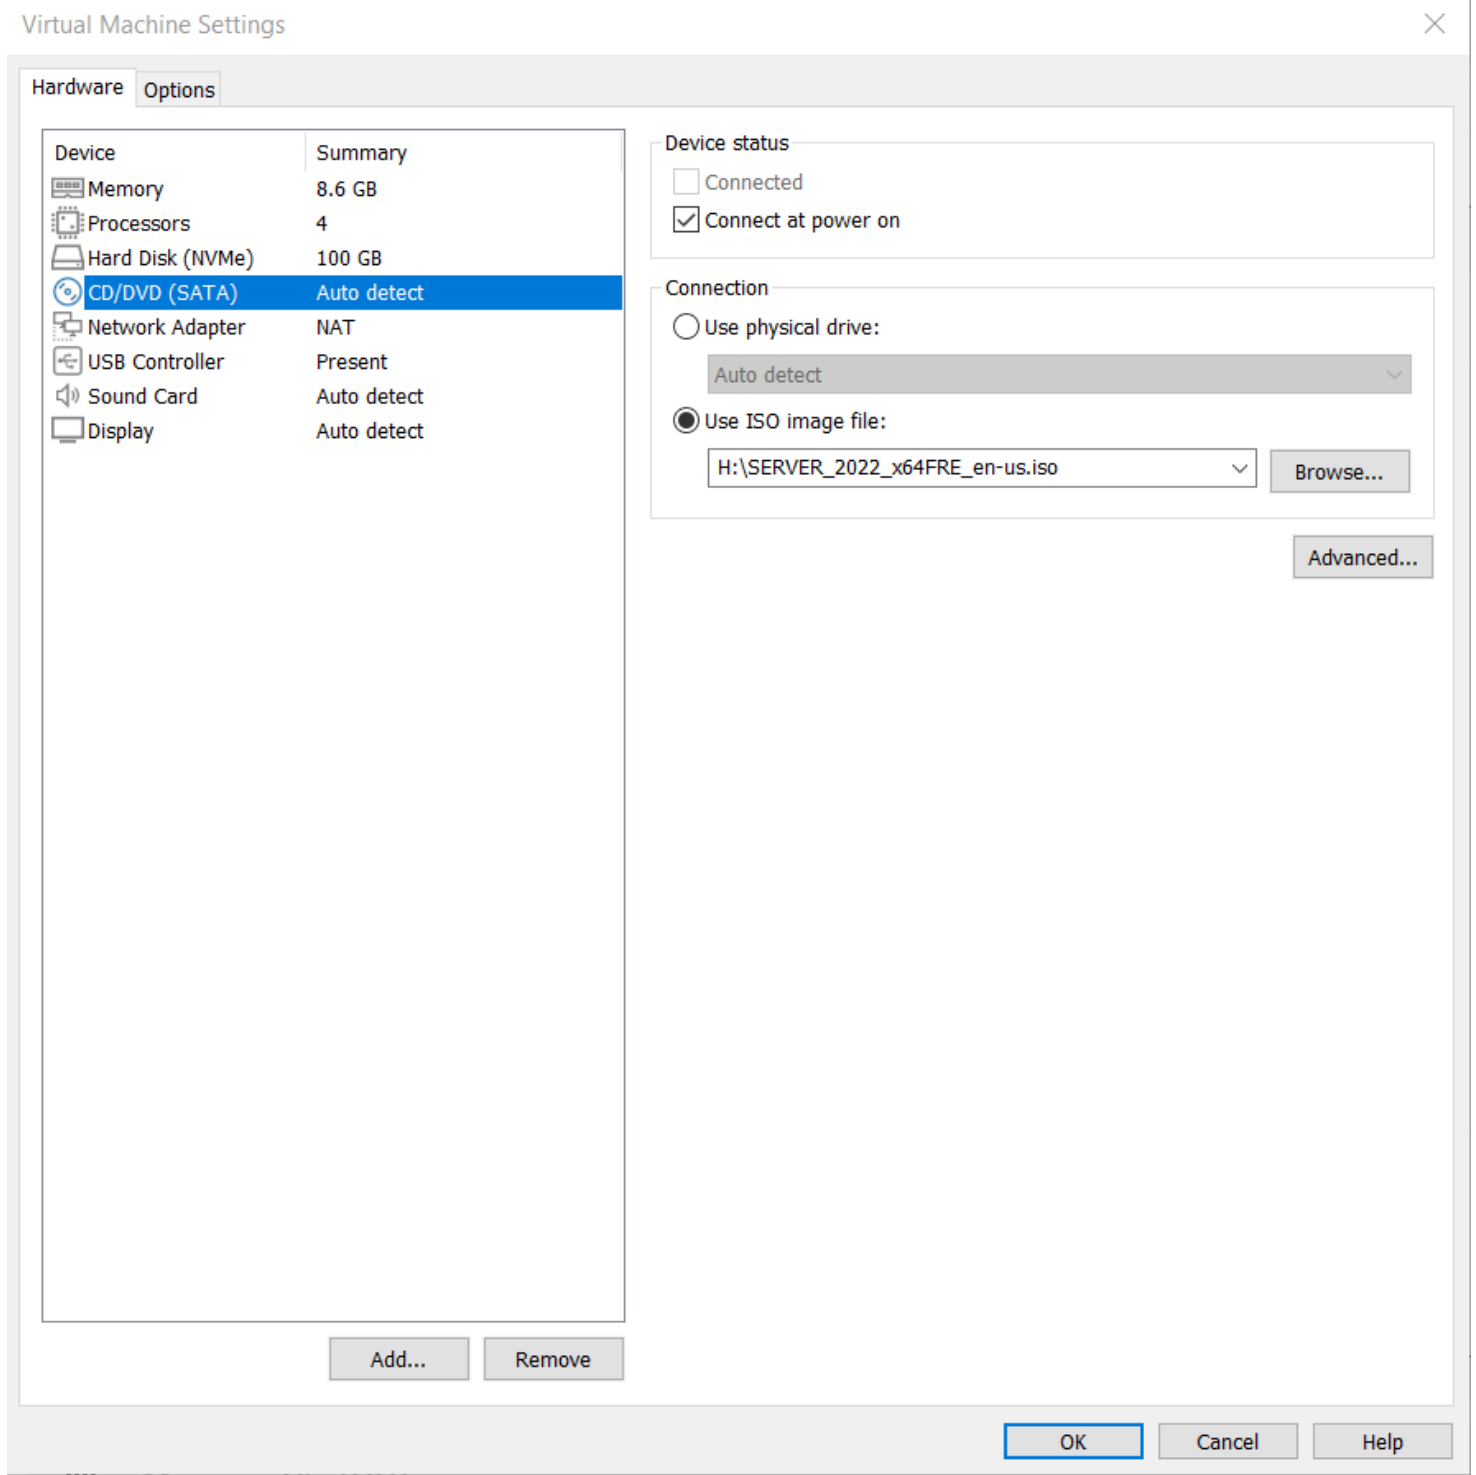 Virtual Machine Settings
Hardware Options
Device Summary
Memory 8.6 GB
Processors 4
Hard Disk (NVMe) 100 GB
CD/DVD (SATA) Auto detect
Network Adapter NAT
USB Controller Present
Sound Card Auto detect
Display Auto detect
Add... Remove
Device status
Connected
Connect at power on
Connection
Use physical drive:
Auto detect
Use ISO image file:
H:\SERVER_2022_x64FRE_en-us.iso Browse...
Advanced...
OK Cancel Help